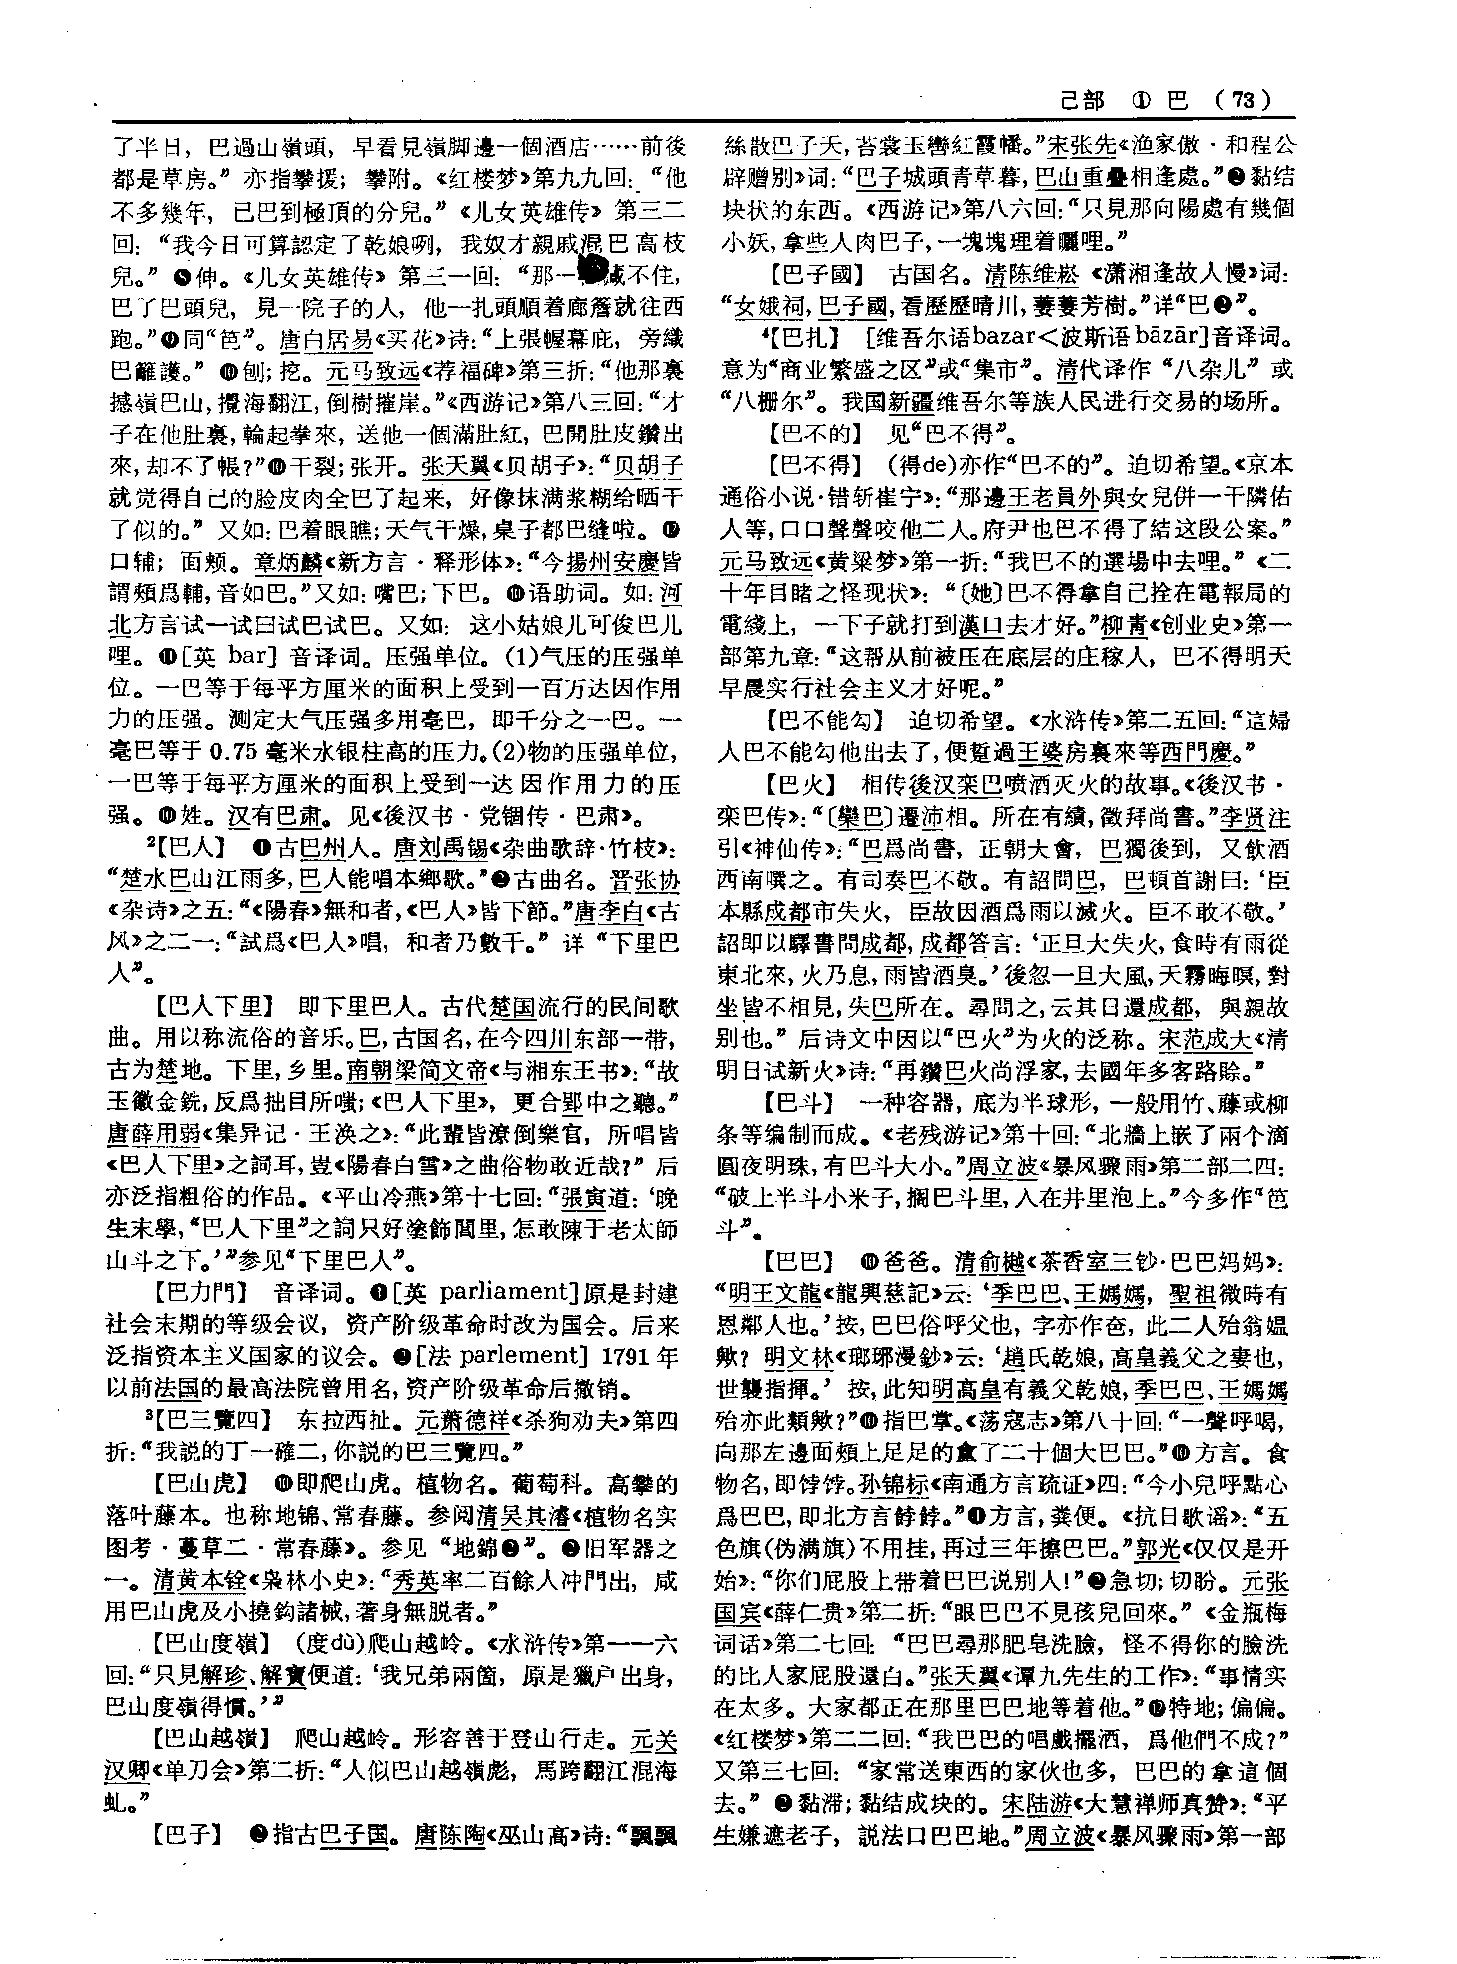 己部 ① 巴 (73)
了半日，巴過山嶺頭，早看見嶺脚邊一個酒店……前後
都是草房。”亦指攀援；攀附。《红楼梦》第九九回：“他
不多幾年，已巴到極頂的分兒。”《儿女英雄传》第三二
回：“我今日可算認定了乾娘咧，我奴才親戚混巴高枝
兒。” 伸。《儿女英雄传》第三一回：“那一 不住，
巴了巴頭兒，見一院子的人，他一扎頭順着廊簷就往西
跑。”❾同“笆”。唐白居易《买花》诗：“上張幄幕庇，旁織
巴籬護。”❿刨；挖。元马致远《荐福碑》第三折：“他那裏
撼嶺巴山，攪海翻江，倒樹摧崖。”《西游记》第八三回：“才
子在他肚裏，輪起拳來，送他一個滿肚紅，巴開肚皮鑽出
來，却不了帳？”⓫干裂；张开。张天翼《贝胡子》：“贝胡子
就觉得自己的脸皮肉全巴了起来，好像抹满浆糊给晒干
了似的。”又如：巴着眼瞧；天气干燥，桌子都巴缝啦。⓬
口辅；面颊。章炳麟《新方言·释形体》：“今揚州安慶皆
謂頰爲輔，音如巴。”又如：嘴巴；下巴。⓭语助词。如：河
北方言试一试曰试巴试巴。又如：这小姑娘儿可俊巴儿
哩。⓮[英 bar] 音译词。压强单位。(1)气压的压强单
位。一巴等于每平方厘米的面积上受到一百万达因作用
力的压强。测定大气压强多用毫巴，即千分之一巴。一
毫巴等于 0.75 毫米水银柱高的压力。(2)物的压强单位，
一巴等于每平方厘米的面积上受到一达因作用力的压
强。⓯姓。汉有巴肃。见《後汉书·党锢传·巴肃》。
²【巴人】 ❶古巴州人。唐刘禹锡《杂曲歌辞·竹枝》：
“楚水巴山江雨多，巴人能唱本鄉歌。”❷古曲名。晋张协
《杂诗》之五：“《陽春》無和者，《巴人》皆下節。”唐李白《古
风》之二一：“試爲《巴人》唱，和者乃數千。”详“下里巴
人”。
【巴人下里】 即下里巴人。古代楚国流行的民间歌
曲。用以称流俗的音乐。巴，古国名，在今四川东部一带，
古为楚地。下里，乡里。南朝梁简文帝《与湘东王书》：“故
玉徽金銑，反爲拙目所嗤；《巴人下里》，更合郢中之聽。”
唐薛用弱《集异记·王涣之》：“此輩皆潦倒樂官，所唱皆
《巴人下里》之詞耳，豈《陽春白雪》之曲俗物敢近哉？”后
亦泛指粗俗的作品。《平山冷燕》第十七回：“張寅道：‘晚
生末學，“巴人下里”之詞只好塗飾閭里，怎敢陳于老太師
山斗之下。’”参见“下里巴人”。
【巴力門】 音译词。❶[英 parliament]原是封建
社会末期的等级会议，资产阶级革命时改为国会。后来
泛指资本主义国家的议会。❷[法 parlement] 1791 年
以前法国的最高法院曾用名，资产阶级革命后撤销。
³【巴三覽四】 东拉西扯。元萧德祥《杀狗劝夫》第四
折：“我説的丁一確二，你説的巴三覽四。”
【巴山虎】 ❶即爬山虎。植物名。葡萄科。高攀的
落叶藤本。也称地锦、常春藤。参阅清吴其濬《植物名实
图考·蔓草二·常春藤》。参见“地錦❷”。❷旧军器之
一。清黄本铨《枭林小史》：“秀英率二百餘人冲門出，咸
用巴山虎及小撓鈎諸械，著身無脱者。”
【巴山度嶺】 (度dù)爬山越岭。《水浒传》第一一六
回：“只見解珍、解寶便道：‘我兄弟兩箇，原是獵户出身，
巴山度嶺得慣。’”
【巴山越嶺】 爬山越岭。形容善于登山行走。元关
汉卿《单刀会》第二折：“人似巴山越嶺彪，馬跨翻江混海
虬。”
【巴子】 ❶指古巴子国。唐陈陶《巫山高》诗：“飄飄
絲散巴子天，苔裳玉轡紅霞幡。”宋张先《渔家傲·和程公
辟赠别》词：“巴子城頭青草暮，巴山重疊相逢處。”❷黏结
块状的东西。《西游记》第八六回：“只見那向陽處有幾個
小妖，拿些人肉巴子，一塊塊理着曬哩。”
【巴子國】 古国名。清陈维崧《潇湘逢故人慢》词：
“女娥祠，巴子國，看歷歷晴川，萋萋芳樹。”详“巴❷”。
⁴【巴扎】 [维吾尔语bazar＜波斯语bāzār]音译词。
意为“商业繁盛之区”或“集市”。清代译作“八杂儿”或
“八栅尔”。我国新疆维吾尔等族人民进行交易的场所。
【巴不的】 见“巴不得”。
【巴不得】 (得de)亦作“巴不的”。迫切希望。《京本
通俗小说·错斩崔宁》：“那邊王老員外與女兒併一干隣佑
人等，口口聲聲咬他二人。府尹也巴不得了結这段公案。”
元马致远《黄粱梦》第一折：“我巴不的選場中去哩。”《二
十年目睹之怪现状》：“〔她〕巴不得拿自己拴在電報局的
電綫上，一下子就打到漢口去才好。”柳青《创业史》第一
部第九章：“这帮从前被压在底层的庄稼人，巴不得明天
早晨实行社会主义才好呢。”
【巴不能勾】 迫切希望。《水浒传》第二五回：“這婦
人巴不能勾他出去了，便踅過王婆房裏來等西門慶。”
【巴火】 相传後汉栾巴喷酒灭火的故事。《後汉书·
栾巴传》：“〔欒巴〕遷沛相。所在有績，徵拜尚書。”李贤注
引《神仙传》：“巴爲尚書，正朝大會，巴獨後到，又飲酒
西南噀之。有司奏巴不敬。有詔問巴，巴頓首謝曰：‘臣
本縣成都市失火，臣故因酒爲雨以滅火。臣不敢不敬。’
詔即以驛書問成都，成都答言：‘正旦大失火，食時有雨從
東北來，火乃息，雨皆酒臭。’後忽一旦大風，天霧晦暝，對
坐皆不相見，失巴所在。尋問之，云其日還成都，與親故
别也。”后诗文中因以“巴火”为火的泛称。宋范成大《清
明日试新火》诗：“再鑽巴火尚浮家，去國年多客路賒。”
【巴斗】 一种容器，底为半球形，一般用竹、藤或柳
条等编制而成。《老残游记》第十回：“北牆上嵌了兩个滴
圓夜明珠，有巴斗大小。”周立波《暴风骤雨》第二部二四：
“破上半斗小米子，搁巴斗里，入在井里泡上。”今多作“笆
斗”。
【巴巴】 ❶爸爸。清俞樾《茶香室三钞·巴巴妈妈》：
“明王文龍《龍興慈記》云：‘季巴巴、王媽媽，聖祖微時有
恩鄰人也。’按，巴巴俗呼父也，字亦作爸，此二人殆翁媪
歟？明文林《瑯琊漫鈔》云：‘趙氏乾娘，高皇義父之妻也，
世襲指揮。’按，此知明高皇有義父乾娘，季巴巴、王媽媽
殆亦此類歟？”❷指巴掌。《荡寇志》第八十回：“一聲呼喝，
向那左邊面頰上足足的盒了二十個大巴巴。”❸方言。食
物名，即饽饽。孙锦标《南通方言疏证》四：“今小兒呼點心
爲巴巴，即北方言餑餑。”❹方言，粪便。《抗日歌谣》：“五
色旗(伪满旗)不用挂，再过三年擦巴巴。”郭光《仅仅是开
始》：“你们屁股上带着巴巴说别人！”❺急切；切盼。元张
国宾《薛仁贵》第二折：“眼巴巴不見孩兒回來。”《金瓶梅
词话》第二七回：“巴巴尋那肥皂洗臉，怪不得你的臉洗
的比人家屁股還白。”张天翼《谭九先生的工作》：“事情实
在太多。大家都正在那里巴巴地等着他。”❻特地；偏偏。
《红楼梦》第二二回：“我巴巴的唱戲擺酒，爲他們不成？”
又第三七回：“家常送東西的家伙也多，巴巴的拿這個
去。”❼黏滞；黏结成块的。宋陆游《大慧禅师真赞》：“平
生嫌遮老子，説法口巴巴地。”周立波《暴风骤雨》第一部